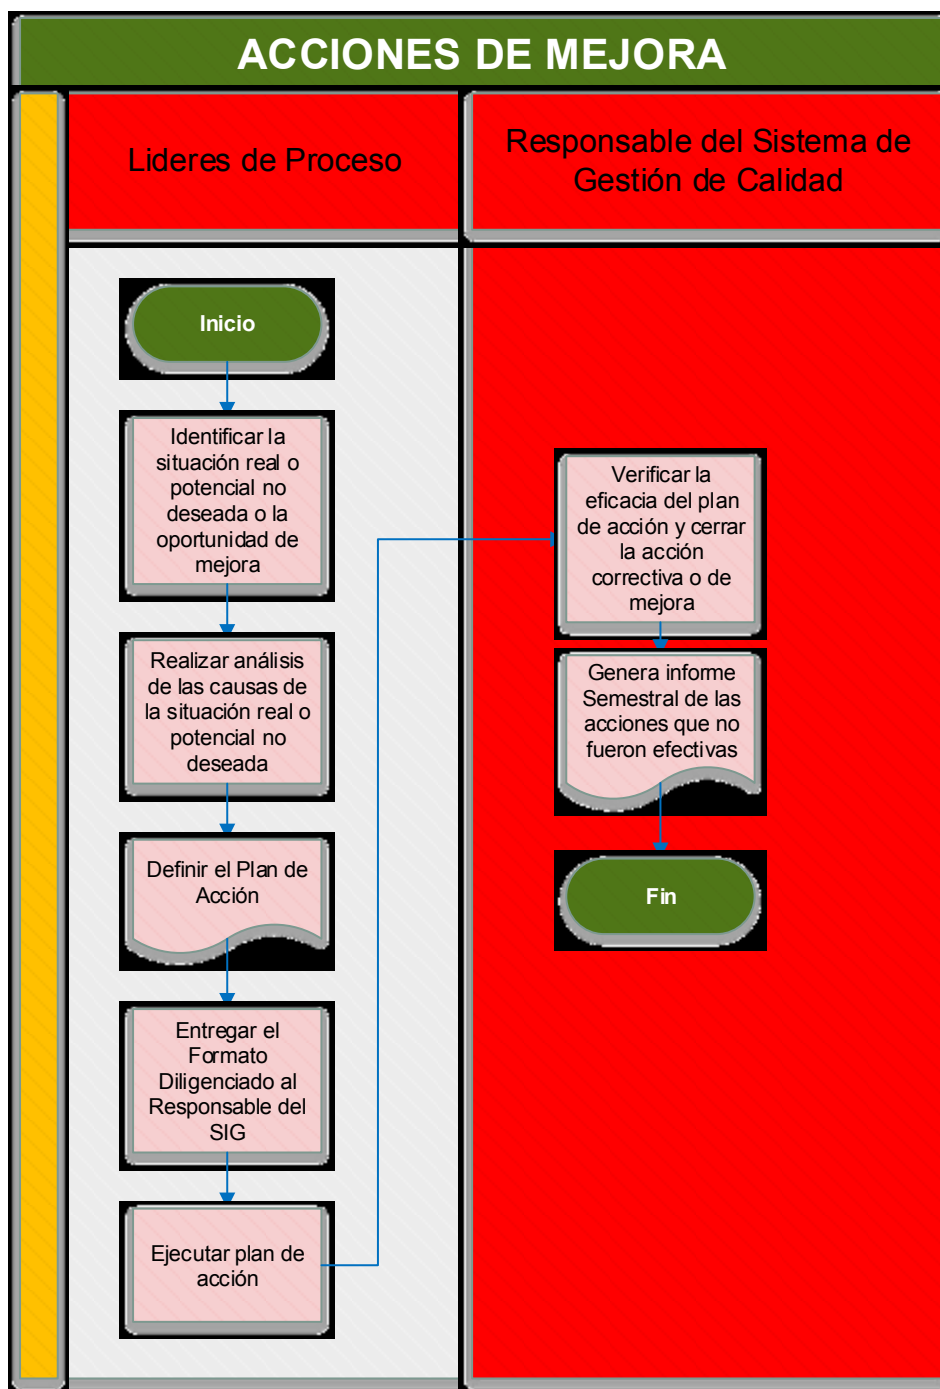 ACCIONES DE MEJORA
Lideres de Proceso
Responsable del Sistema de
Gestión de Calidad
Inicio
Identificar la
situación real o
potencial no
deseada o la
oportunidad de
mejora
Realizar análisis
de las causas de
la situación real o
potencial no
deseada
Definir el Plan de
Acción
Entregar el
Formato
Diligenciado al
Responsable del
SIG
Ejecutar plan de
acción
Verificar la
eficacia del plan
de acción y cerrar
la acción
correctiva o de
mejora
Genera informe
Semestral de las
acciones que no
fueron efectivas
Fin